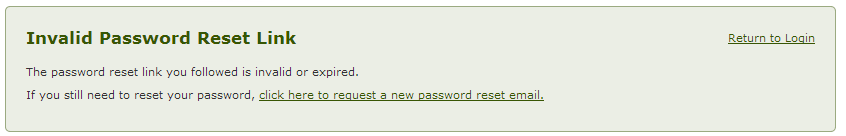 Invalid Password Reset Link
Return to Login
The password reset link you followed is invalid or expired.
If you still need to reset your password, click here to request a new password reset email.